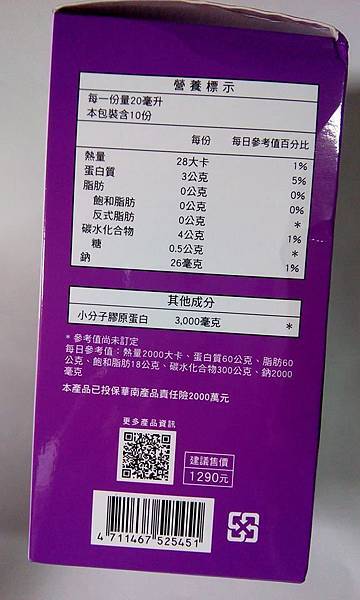 營養標示
每一份量20毫升
本包裝含10份
每份 每日參考值百分比
熱量 28大卡 1%
蛋白質 3公克 5%
脂肪 0公克 0%
飽和脂肪 0公克 0%
反式脂肪 0公克 *
碳水化合物 4公克 1%
糖 0.5公克 *
鈉 26毫克 1%
其他成分
小分子膠原蛋白 3,000毫克 *
* 參考值尚未訂定
每日參考值：熱量2000大卡、蛋白質60公克、脂肪60
公克、飽和脂肪18公克、碳水化合物300公克、鈉2000
毫克
本產品已投保華南產品責任險2000萬元
更多產品資訊
建議售價
1290元
4 711467 525451